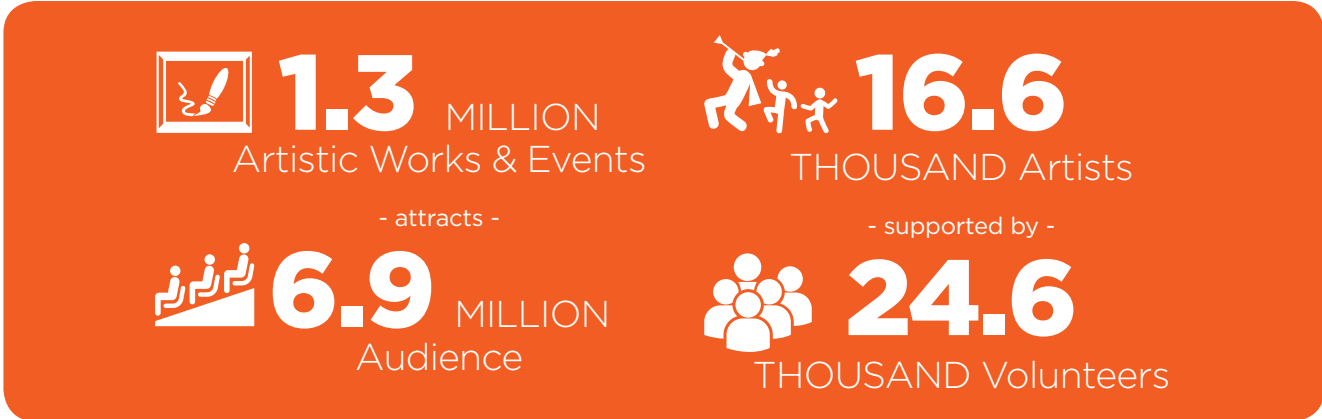 1.3 MILLION
Artistic Works & Events
- attracts -
6.9 MILLION
Audience
16.6
THOUSAND Artists
- supported by -
24.6
THOUSAND Volunteers